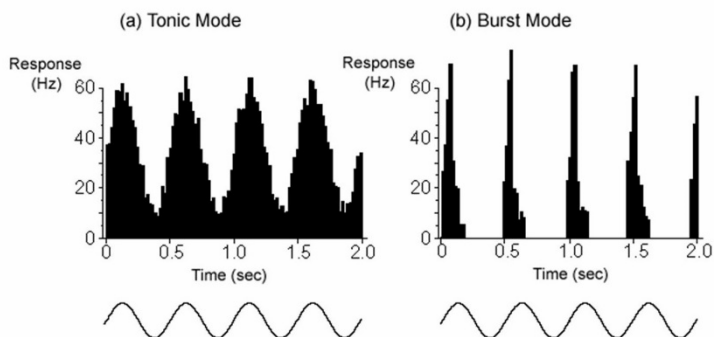 (a) Tonic Mode
Response
(Hz)
60
40
20
0
0 0.5 1.0 1.5 2.0
Time (sec)
(b) Burst Mode
Response
(Hz)
60
40
20
0
0 0.5 1.0 1.5 2.0
Time (sec)